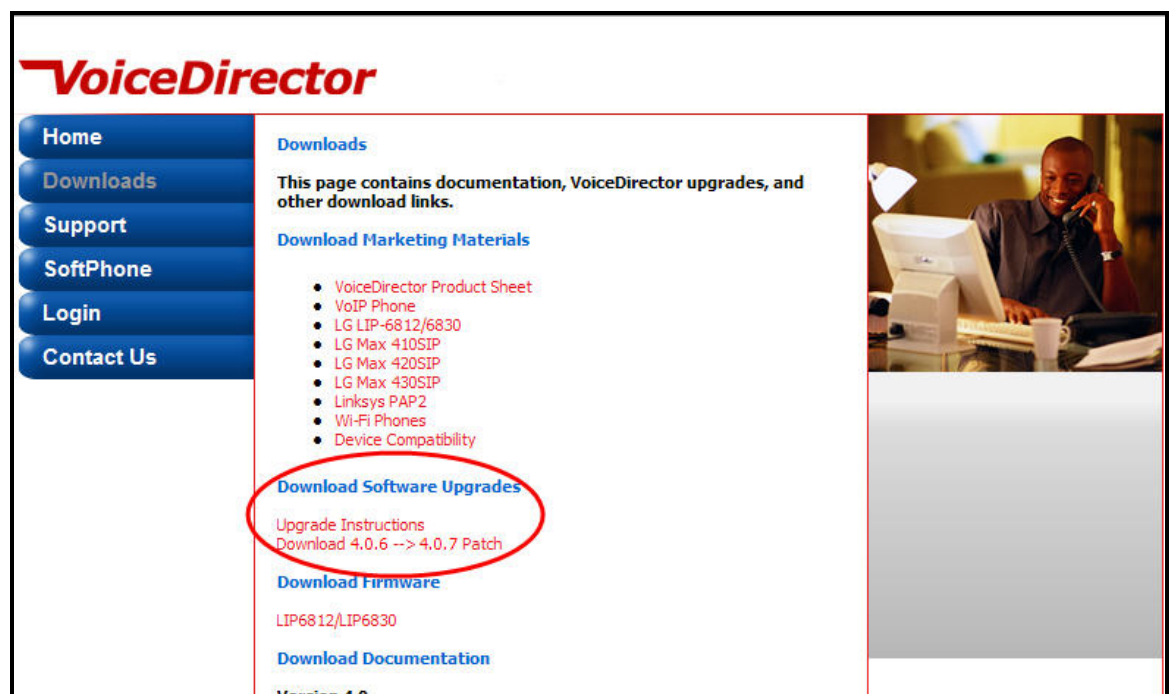 VoiceDirector
Home
Downloads
Support
SoftPhone
Login
Contact Us
Downloads
This page contains documentation, VoiceDirector upgrades, and
other download links.
Download Marketing Materials
VoiceDirector Product Sheet
VoIP Phone
LG LIP-6812/6830
LG Max 410SIP
LG Max 420SIP
LG Max 430SIP
Linksys PAP2
Wi-Fi Phones
Device Compatibility
Download Software Upgrades
Upgrade Instructions
Download 4.0.6 --> 4.0.7 Patch
Download Firmware
LIP6812/LIP6830
Download Documentation
Version 4.0